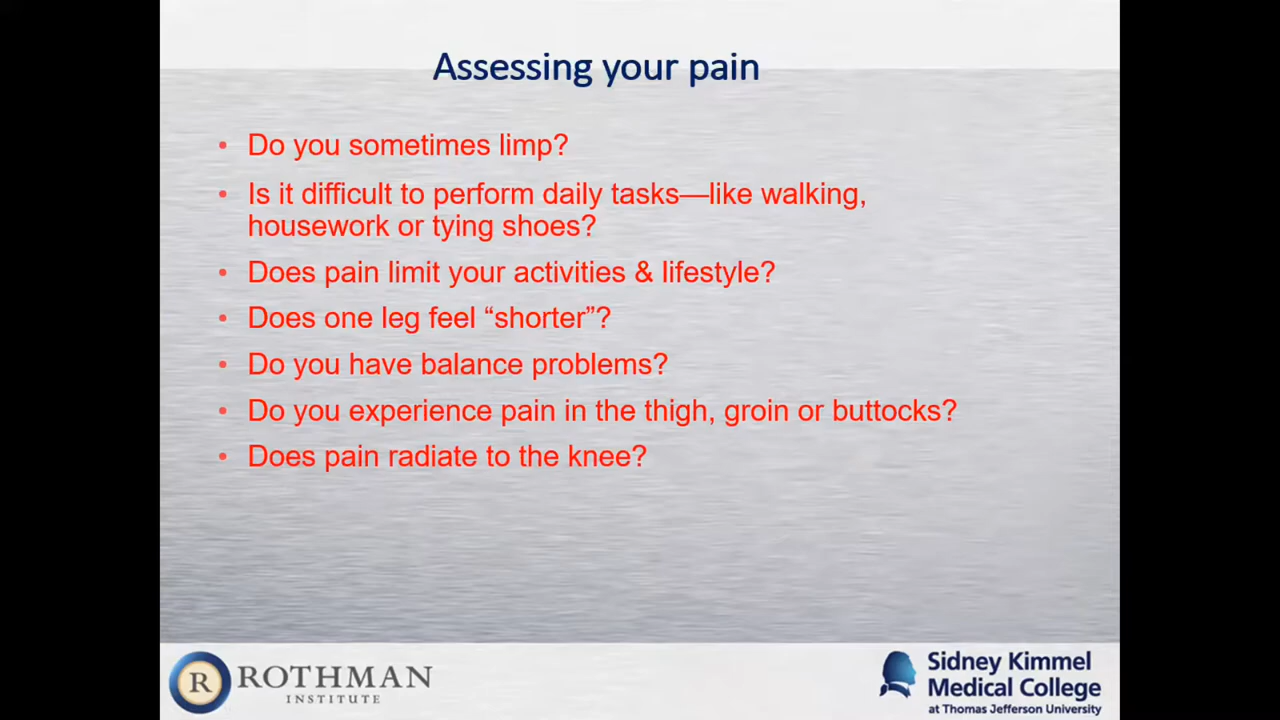 Assessing your pain
• Do you sometimes limp?
• Is it difficult to perform daily tasks—like walking,
housework or tying shoes?
• Does pain limit your activities & lifestyle?
• Does one leg feel “shorter”?
• Do you have balance problems?
• Do you experience pain in the thigh, groin or buttocks?
• Does pain radiate to the knee?
R ROTHMAN
INSTITUTE
Sidney Kimmel
Medical College
at Thomas Jefferson University